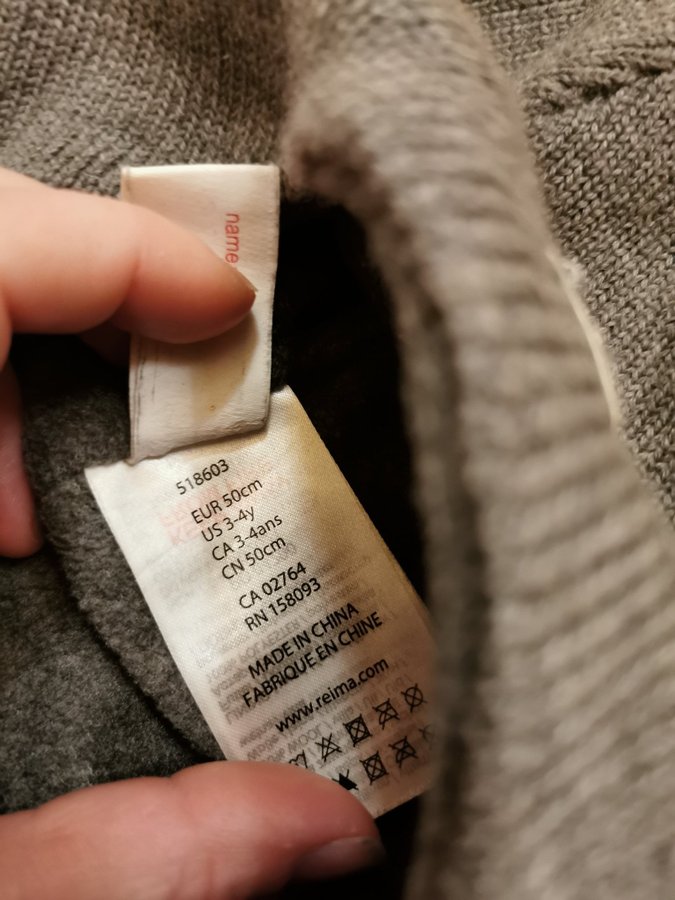 name
518603
EUR 50cm
US 3-4y
CA 3-4ans
CN 50cm
CA 02764
RN 158093
MADE IN CHINA
FABRIQUE EN CHINE
www.reima.com